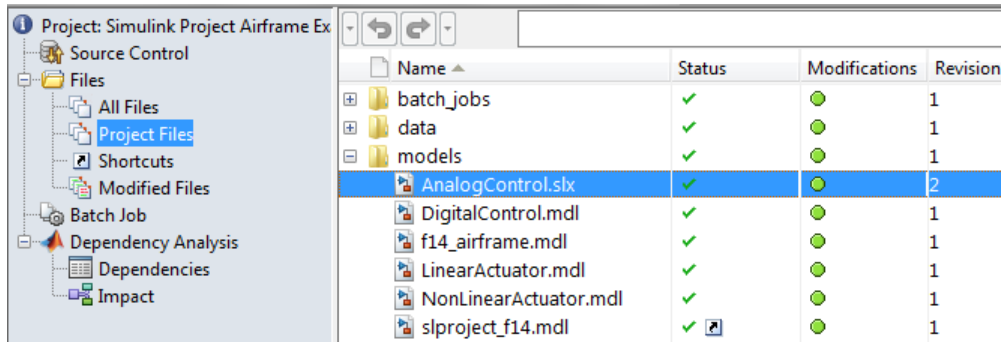 Project: Simulink Project Airframe Ex
Source Control
Files
All Files
Project Files
Shortcuts
Modified Files
Batch Job
Dependency Analysis
Dependencies
Impact
Name Status Modifications Revision
batch_jobs 1
data 1
models 1
AnalogControl.slx 2
DigitalControl.mdl 1
f14_airframe.mdl 1
LinearActuator.mdl 1
NonLinearActuator.mdl 1
slproject_f14.mdl 1